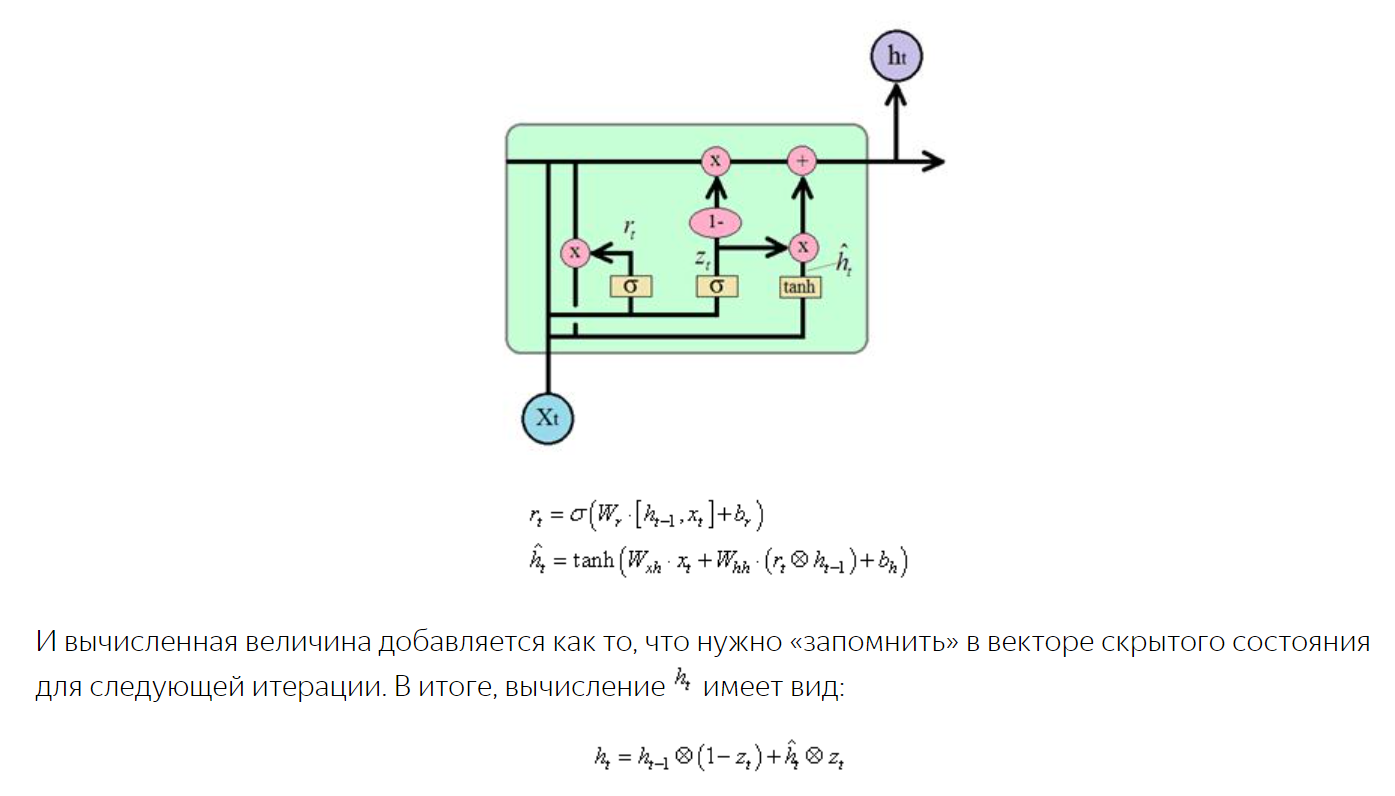 hₜ
x + 
1-
rₜ
x zₜ x ĥₜ
σ σ tanh
Xₜ
rₜ = σ(Wᵣ · [hₜ₋₁, xₜ] + bᵣ)
ĥₜ = tanh(Wₓₕ · xₜ + Wₕₕ · (rₜ ⊗ hₜ₋₁) + bₕ)
И вычисленная величина добавляется как то, что нужно «запомнить» в векторе скрытого состояния
для следующей итерации. В итоге, вычисление hₜ имеет вид:
hₜ = hₜ₋₁ ⊗ (1 − zₜ) + ĥₜ ⊗ zₜ